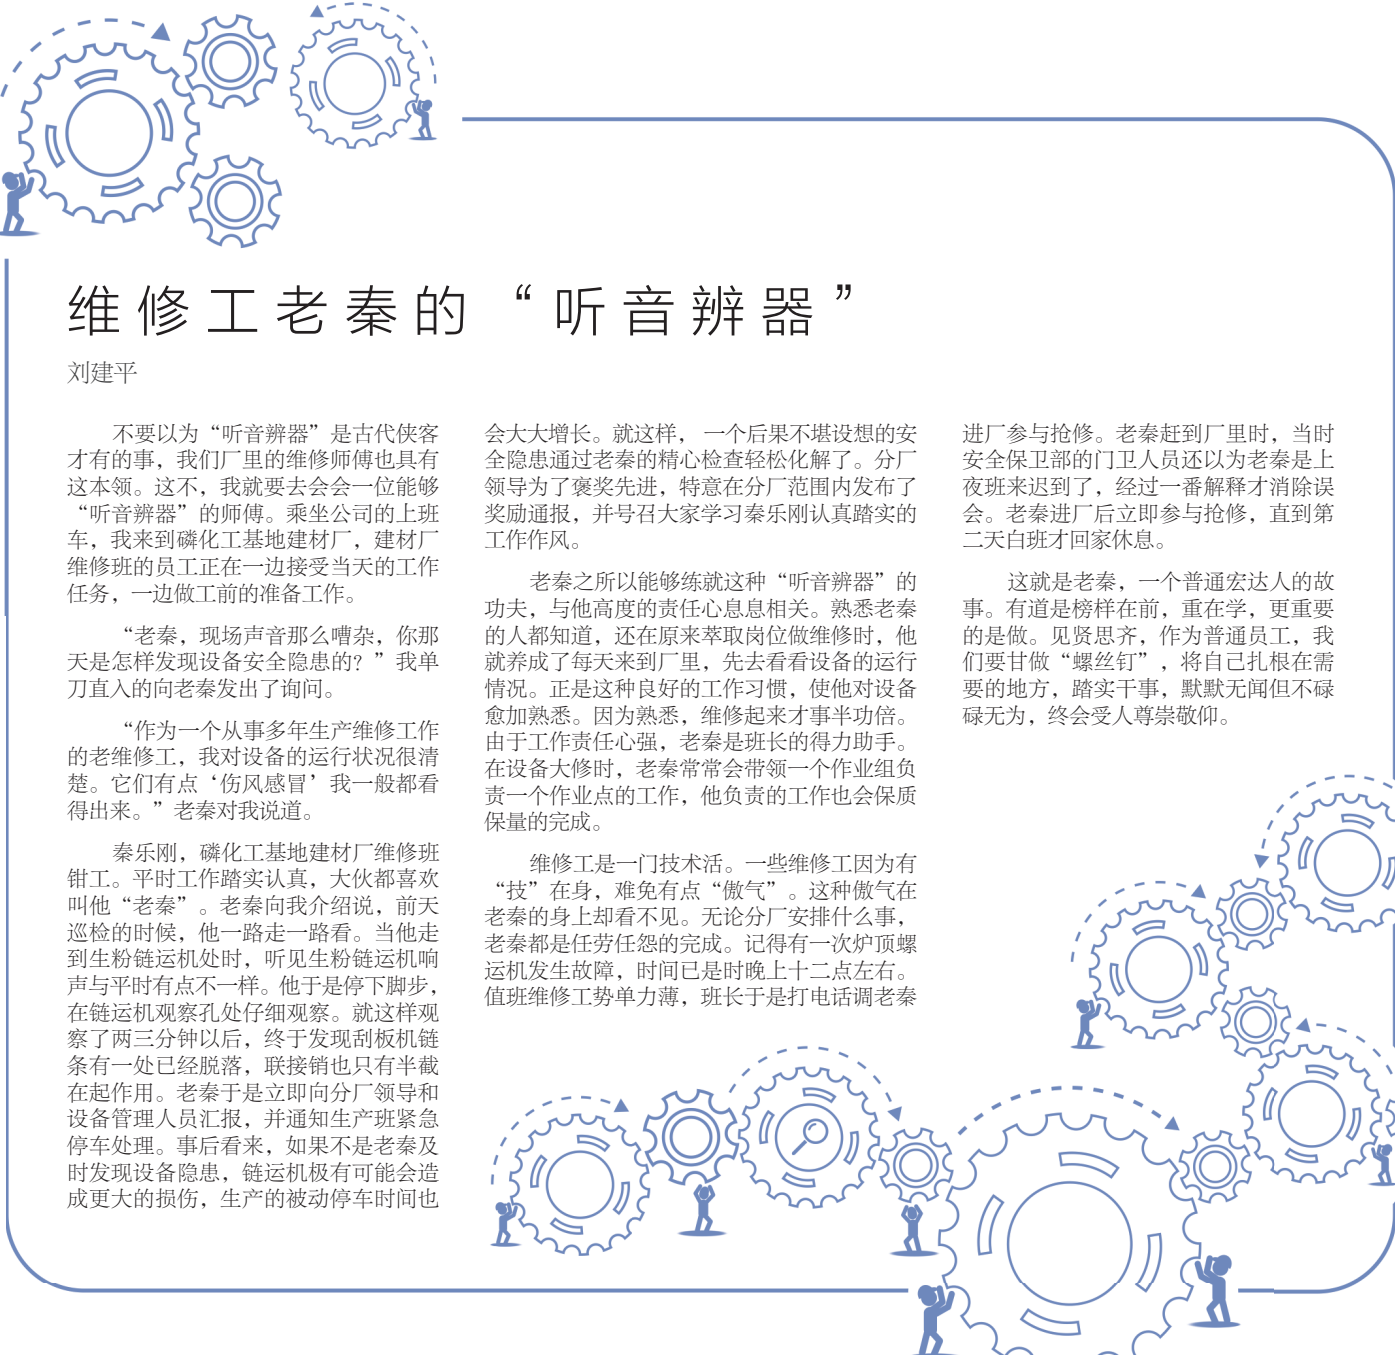 维修工老秦的“听音辨器”
刘建平
不要以为“听音辨器”是古代侠客
才有的事，我们厂里的维修师傅也具有
这本领。这不，我就要去会会一位能够
“听音辨器”的师傅。乘坐公司的上班
车，我来到磷化工基地建材厂，建材厂
维修班的员工正在一边接受当天的工作
任务，一边做工前的准备工作。
“老秦，现场声音那么嘈杂，你那
天是怎样发现设备安全隐患的？”我单
刀直入的向老秦发出了询问。
“作为一个从事多年生产维修工作
的老维修工，我对设备的运行状况很清
楚。它们有点‘伤风感冒’我一般都看
得出来。”老秦对我说道。
秦乐刚，磷化工基地建材厂维修班
钳工。平时工作踏实认真，大伙都喜欢
叫他“老秦”。老秦向我介绍说，前天
巡检的时候，他一路走一路看。当他走
到生粉链运机处时，听见生粉链运机响
声与平时有点不一样。他于是停下脚步，
在链运机观察孔处仔细观察。就这样观
察了两三分钟以后，终于发现刮板机链
条有一处已经脱落，联接销也只有半截
在起作用。老秦于是立即向分厂领导和
设备管理人员汇报，并通知生产班紧急
停车处理。事后看来，如果不是老秦及
时发现设备隐患，链运机极有可能会造
成更大的损伤，生产的被动停车时间也
会大大增长。就这样，一个后果不堪设想的安
全隐患通过老秦的精心检查轻松化解了。分厂
领导为了褒奖先进，特意在分厂范围内发布了
奖励通报，并号召大家学习秦乐刚认真踏实的
工作作风。
老秦之所以能够练就这种“听音辨器”的
功夫，与他高度的责任心息息相关。熟悉老秦
的人都知道，还在原来萃取岗位做维修时，他
就养成了每天来到厂里，先去看看设备的运行
情况。正是这种良好的工作习惯，使他对设备
愈加熟悉。因为熟悉，维修起来才事半功倍。
由于工作责任心强，老秦是班长的得力助手。
在设备大修时，老秦常常会带领一个作业组负
责一个作业点的工作，他负责的工作也会保质
保量的完成。
维修工是一门技术活。一些维修工因为有
“技”在身，难免有点“傲气”。这种傲气在
老秦的身上却看不见。无论分厂安排什么事，
老秦都是任劳任怨的完成。记得有一次炉顶螺
运机发生故障，时间已是时晚上十二点左右。
值班维修工势单力薄，班长于是打电话调老秦
进厂参与抢修。老秦赶到厂里时，当时
安全保卫部的门卫人员还以为老秦是上
夜班来迟到了，经过一番解释才消除误
会。老秦进厂后立即参与抢修，直到第
二天白班才回家休息。
这就是老秦，一个普通宏达人的故
事。有道是榜样在前，重在学，更重要
的是做。见贤思齐，作为普通员工，我
们要甘做“螺丝钉”，将自己扎根在需
要的地方，踏实干事，默默无闻但不碌
碌无为，终会受人尊崇敬仰。